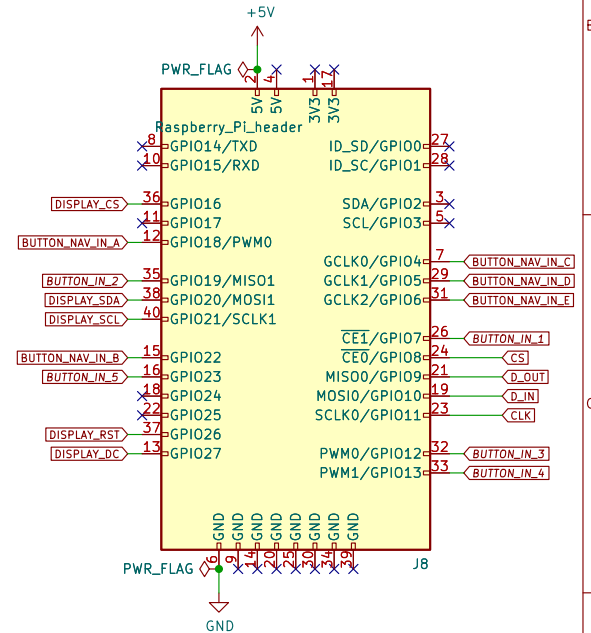 +5V
PWR_FLAG
2 4 1 17
5V 5V 3V3 3V3
Raspberry_Pi_header
8 GPIO14/TXD ID_SD/GPIO0 27
10 GPIO15/RXD ID_SC/GPIO1 28
DISPLAY_CS 36 GPIO16 SDA/GPIO2 3
11 GPIO17 SCL/GPIO3 5
BUTTON_NAV_IN_A 12 GPIO18/PWM0
GCLK0/GPIO4 7 BUTTON_NAV_IN_C
BUTTON_IN_2 35 GPIO19/MISO1 GCLK1/GPIO5 29 BUTTON_NAV_IN_D
DISPLAY_SDA 38 GPIO20/MOSI1 GCLK2/GPIO6 31 BUTTON_NAV_IN_E
DISPLAY_SCL 40 GPIO21/SCLK1
CE1/GPIO7 26 BUTTON_IN_1
BUTTON_NAV_IN_B 15 GPIO22 CE0/GPIO8 24 CS
BUTTON_IN_5 16 GPIO23 MISO0/GPIO9 21 D_OUT
18 GPIO24 MOSI0/GPIO10 19 D_IN
22 GPIO25 SCLK0/GPIO11 23 CLK
DISPLAY_RST 37 GPIO26
DISPLAY_DC 13 GPIO27 PWM0/GPIO12 32 BUTTON_IN_3
PWM1/GPIO13 33 BUTTON_IN_4
GND GND GND GND GND GND GND GND
6 9 14 20 25 30 34 39
J8
PWR_FLAG
GND